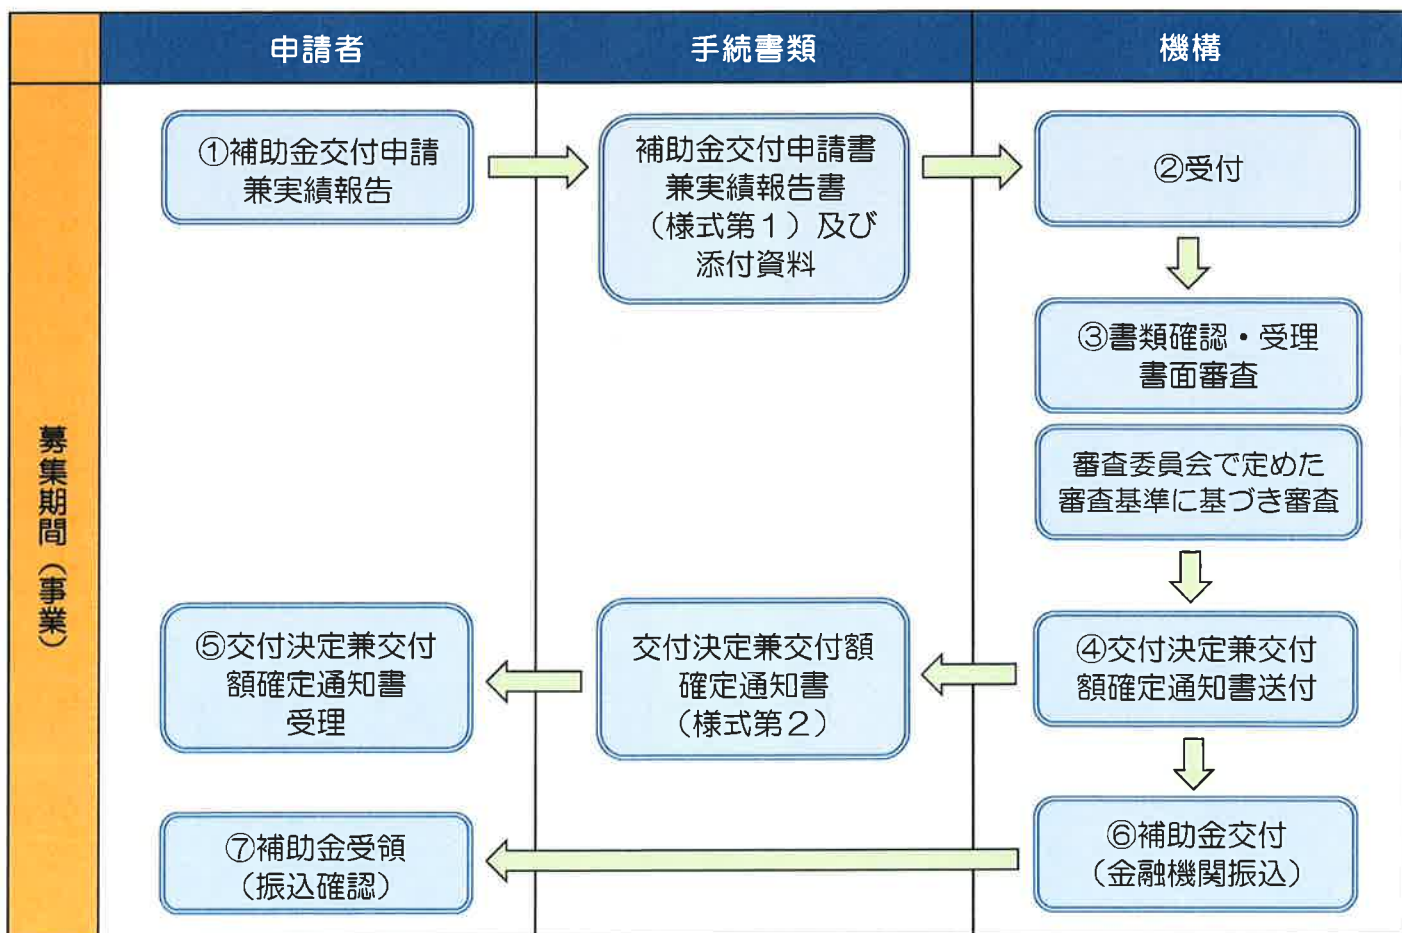 申請者
手続書類
機構
募集期間（事業）
①補助金交付申請
兼実績報告
補助金交付申請書
兼実績報告書
（様式第１）及び
添付資料
②受付
③書類確認・受理
書面審査
審査委員会で定めた
審査基準に基づき審査
④交付決定兼交付
額確定通知書送付
交付決定兼交付額
確定通知書
（様式第２）
⑤交付決定兼交付
額確定通知書
受理
⑥補助金交付
（金融機関振込）
⑦補助金受領
（振込確認）